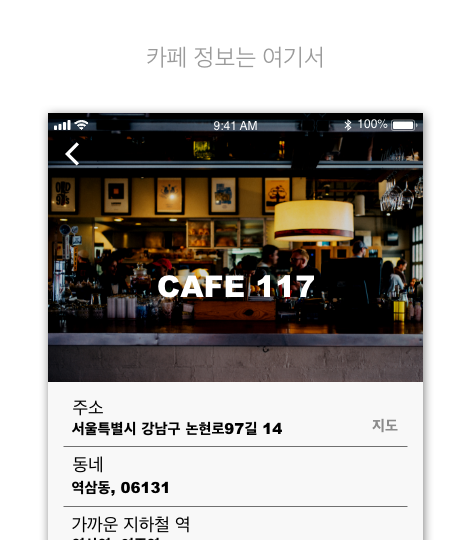 카페 정보는 여기서
9:41 AM
100%
CAFE 117
주소
서울특별시 강남구 논현로97길 14
지도
동네
역삼동, 06131
가까운 지하철 역